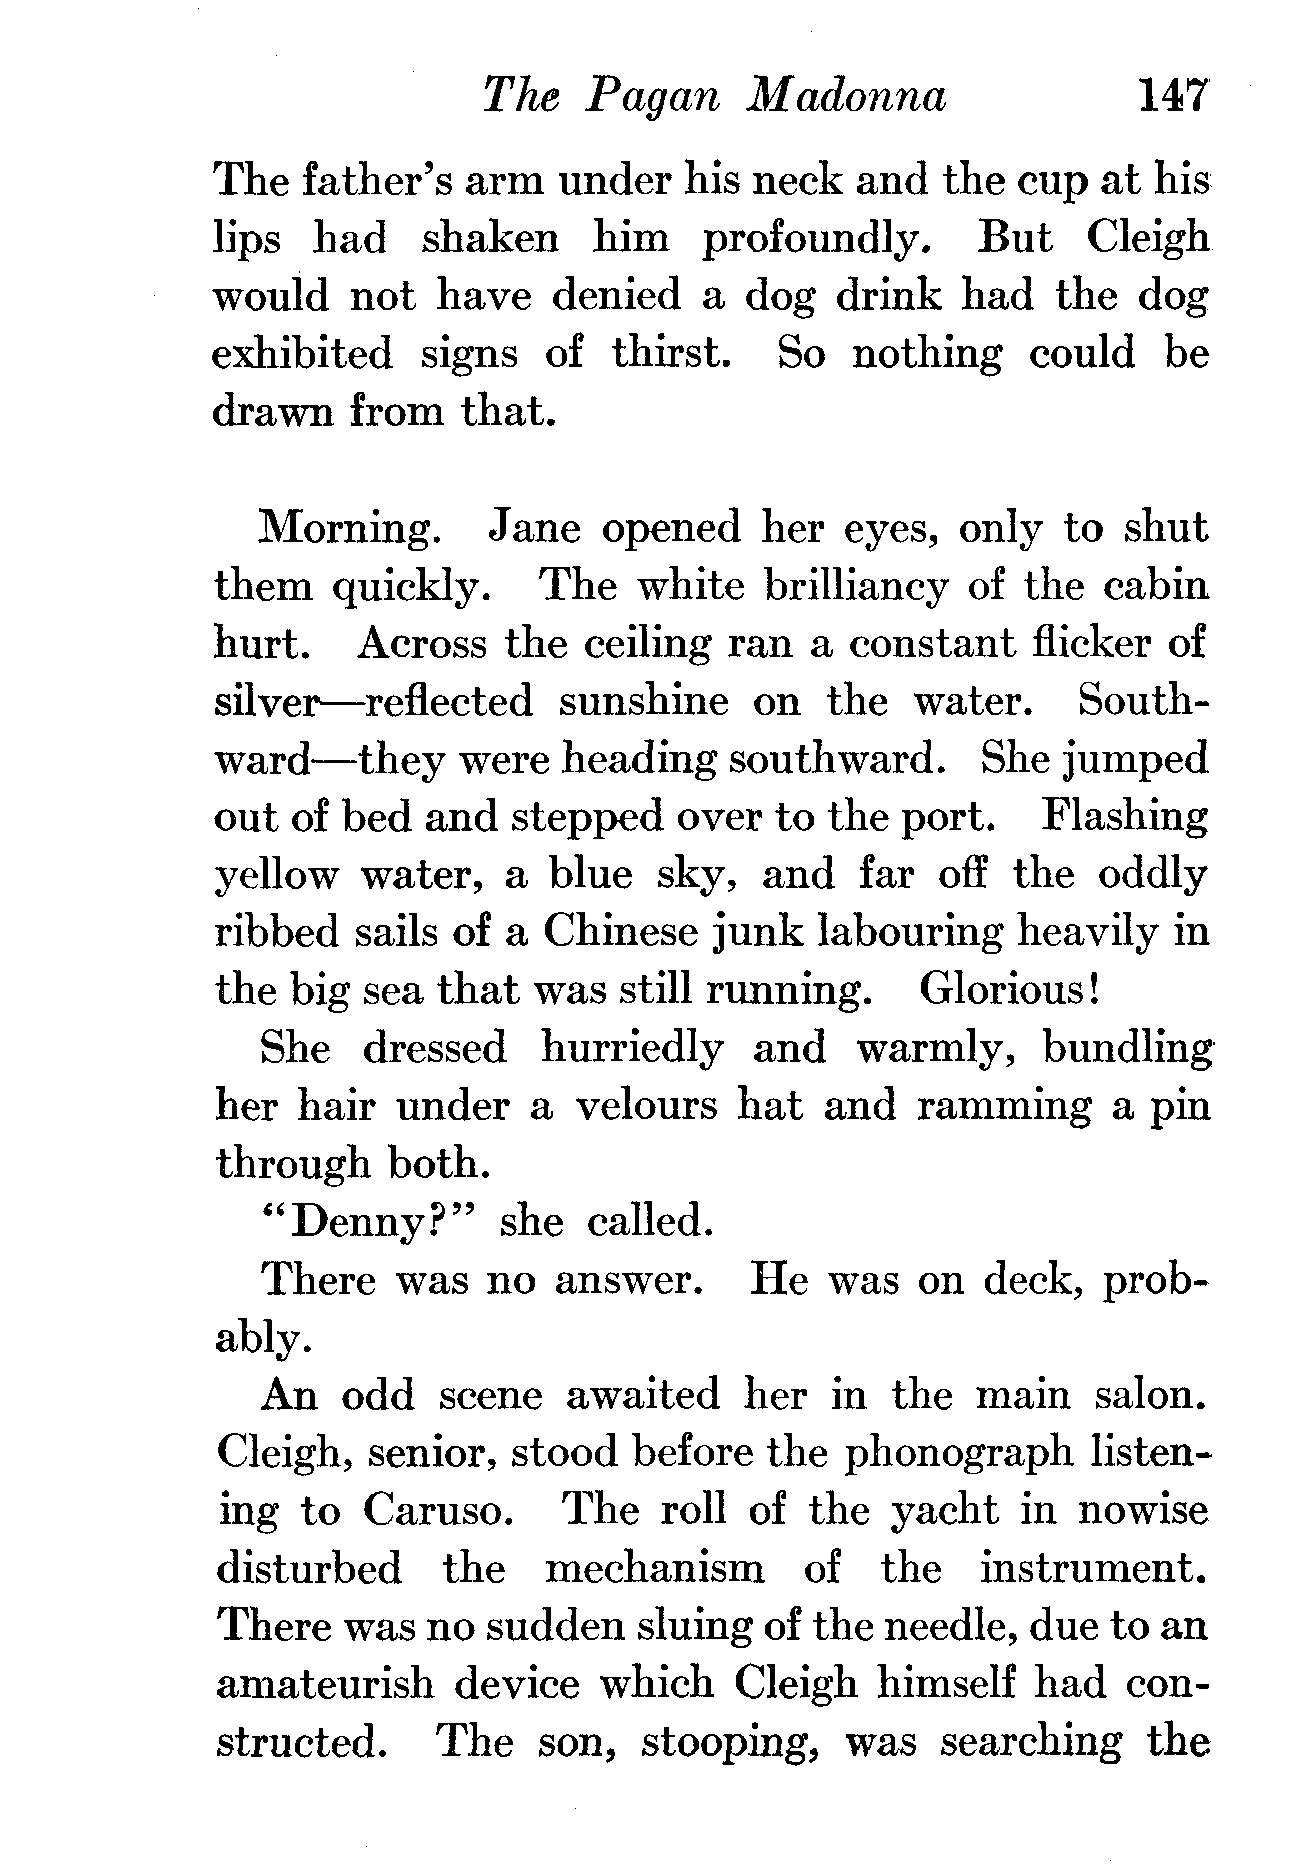 The Pagan Madonna 147
The father's arm under his neck and the cup at his
lips had shaken him profoundly. But Cleigh
would not have denied a dog drink had the dog
exhibited signs of thirst. So nothing could be
drawn from that.
Morning. Jane opened her eyes, only to shut
them quickly. The white brilliancy of the cabin
hurt. Across the ceiling ran a constant flicker of
silver—reflected sunshine on the water. South-
ward—they were heading southward. She jumped
out of bed and stepped over to the port. Flashing
yellow water, a blue sky, and far off the oddly
ribbed sails of a Chinese junk labouring heavily in
the big sea that was still running. Glorious!
She dressed hurriedly and warmly, bundling
her hair under a velours hat and ramming a pin
through both.
"Denny?" she called.
There was no answer. He was on deck, prob-
ably.
An odd scene awaited her in the main salon.
Cleigh, senior, stood before the phonograph listen-
ing to Caruso. The roll of the yacht in nowise
disturbed the mechanism of the instrument.
There was no sudden sluing of the needle, due to an
amateurish device which Cleigh himself had con-
structed. The son, stooping, was searching the